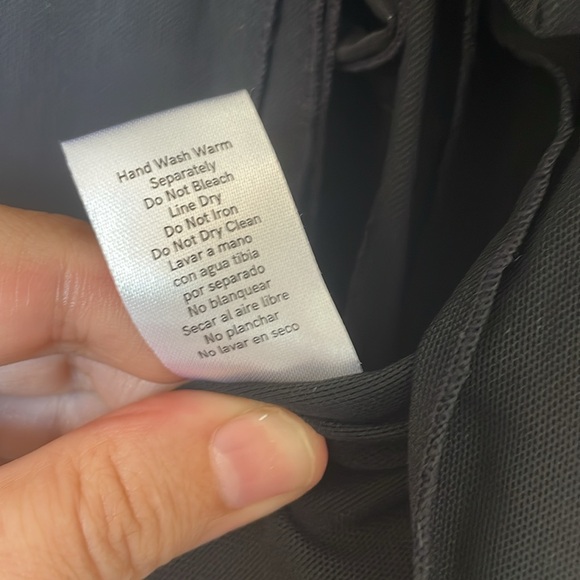 Hand Wash Warm
Separately
Do Not Bleach
Line Dry
Do Not Iron
Do Not Dry Clean
Lavar a mano
con agua tibia
por separado
No blanquear
Secar al aire libre
No planchar
No lavar en seco